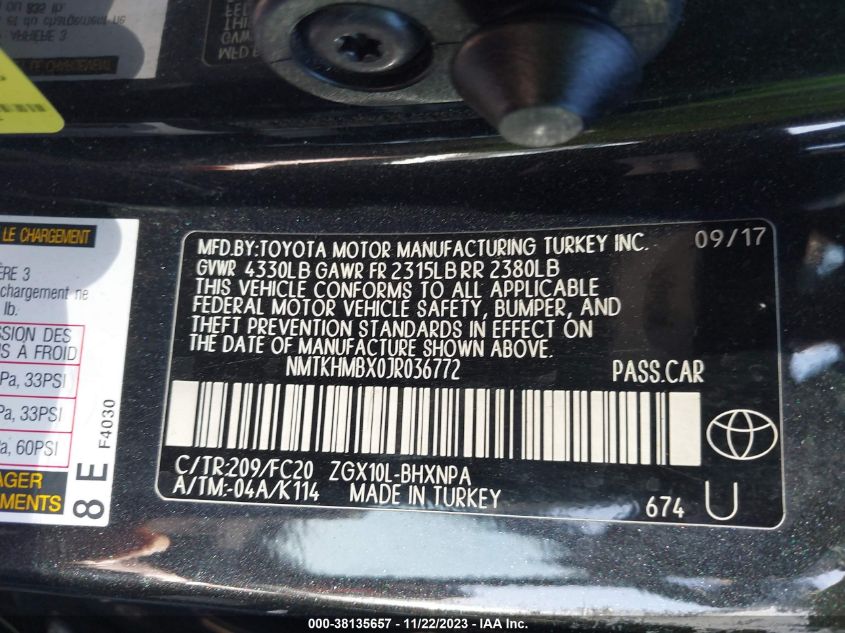 MFD BY
LE CHARGEMENT
ÈRE 3
chargement ne
lb.
SSION DES
S À FROID
Pa, 33PSI
Pa, 33PSI
a, 60PSI
AGER
EMENTS
8 E
F4030
MFD.BY:TOYOTA MOTOR MANUFACTURING TURKEY INC. 09/17
GVWR 4330LB GAWR FR 2315LB RR 2380LB
THIS VEHICLE CONFORMS TO ALL APPLICABLE
FEDERAL MOTOR VEHICLE SAFETY, BUMPER, AND
THEFT PREVENTION STANDARDS IN EFFECT ON
THE DATE OF MANUFACTURE SHOWN ABOVE.
NMTKHMBX0JR036772 PASS.CAR
C/TR:209/FC20 ZGX10L-BHXNPA
A/TM:-04A/K114 MADE IN TURKEY 674 U
000-38135657 - 11/22/2023 - IAA Inc.